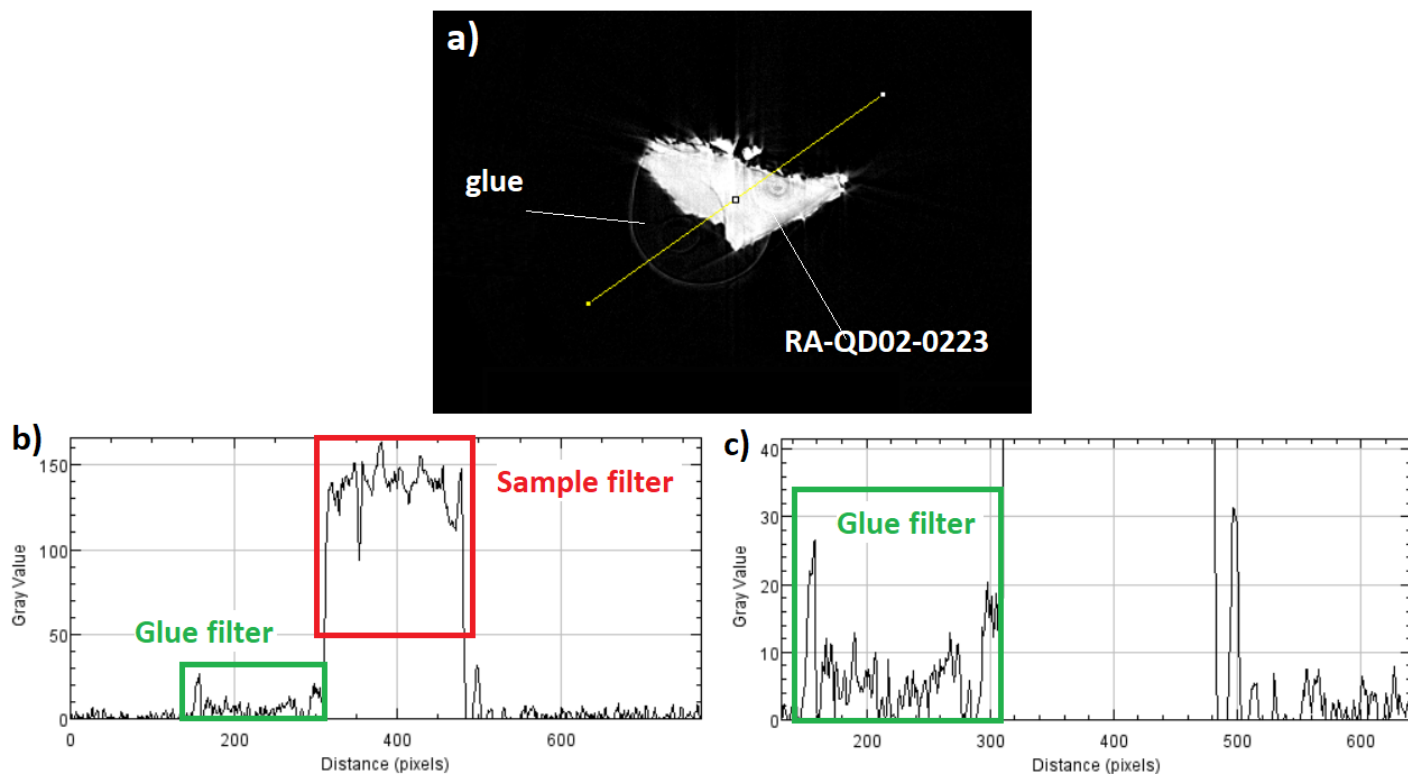 a)
glue
RA-QD02-0223
b)
150
100
50
0
Gray Value
Sample filter
Glue filter
0
200
400
600
Distance (pixels)
c)
40
30
20
10
0
Gray Value
Glue filter
200
300
400
500
600
Distance (pixels)